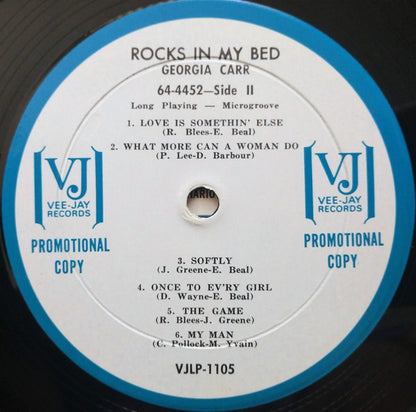 ROCKS IN MY BED
GEORGIA CARR
64-4452—Side II
Long Playing — Microgroove
1. LOVE IS SOMETHIN' ELSE
(R. Blees-E. Beal)
2. WHAT MORE CAN A WOMAN DO
(P. Lee-D. Barbour)
VJ
VEE-JAY
RECORDS
PROMOTIONAL
COPY
VJ
VEE-JAY
RECORDS
PROMOTIONAL
COPY
3. SOFTLY
(J. Greene-E. Beal)
4. ONCE TO EV'RY GIRL
(D. Wayne-E. Beal)
5. THE GAME
(R. Blees-J. Greene)
6. MY MAN
(C. Pollock-M. Yvain)
VJLP-1105